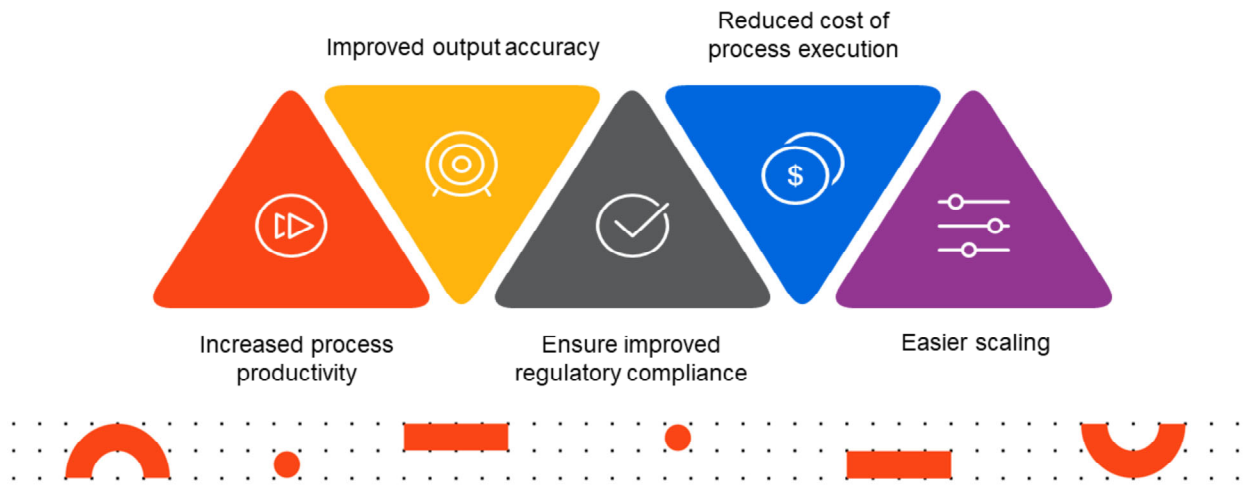 Reduced cost of
process execution
Improved output accuracy
$
Increased process
productivity
Ensure improved
regulatory compliance
Easier scaling